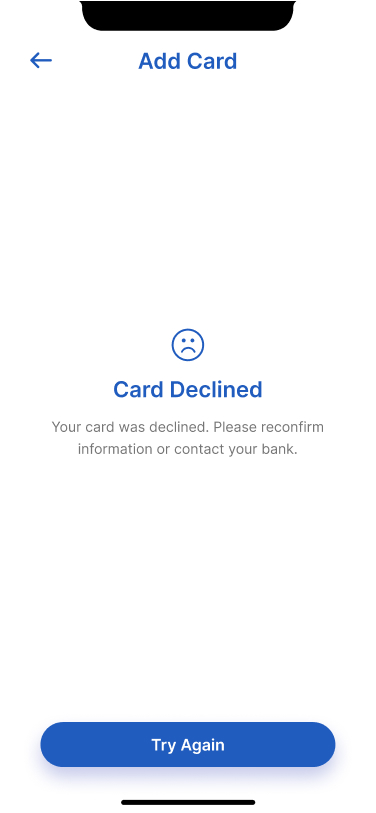 Add Card
Card Declined
Your card was declined. Please reconfirm
information or contact your bank.
Try Again